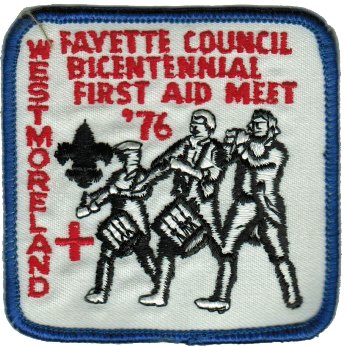 WESTMORELAND
FAYETTE COUNCIL
BICENTENNIAL
FIRST AID MEET
'76